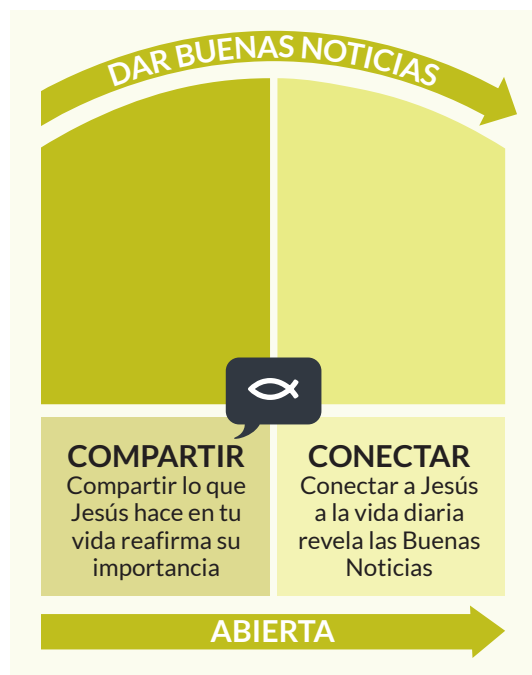 DAR BUENAS NOTICIAS
COMPARTIR
Compartir lo que
Jesús hace en tu
vida reafirma su
importancia
CONECTAR
Conectar a Jesús
a la vida diaria
revela las Buenas
Noticias
ABIERTA